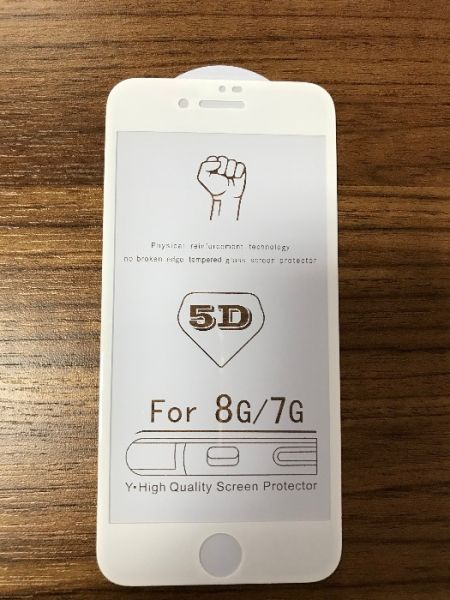 Physical reinforcement technology
no broken edge tempered glass screen protector
5D
For 8G/7G
Y·High Quality Screen Protector